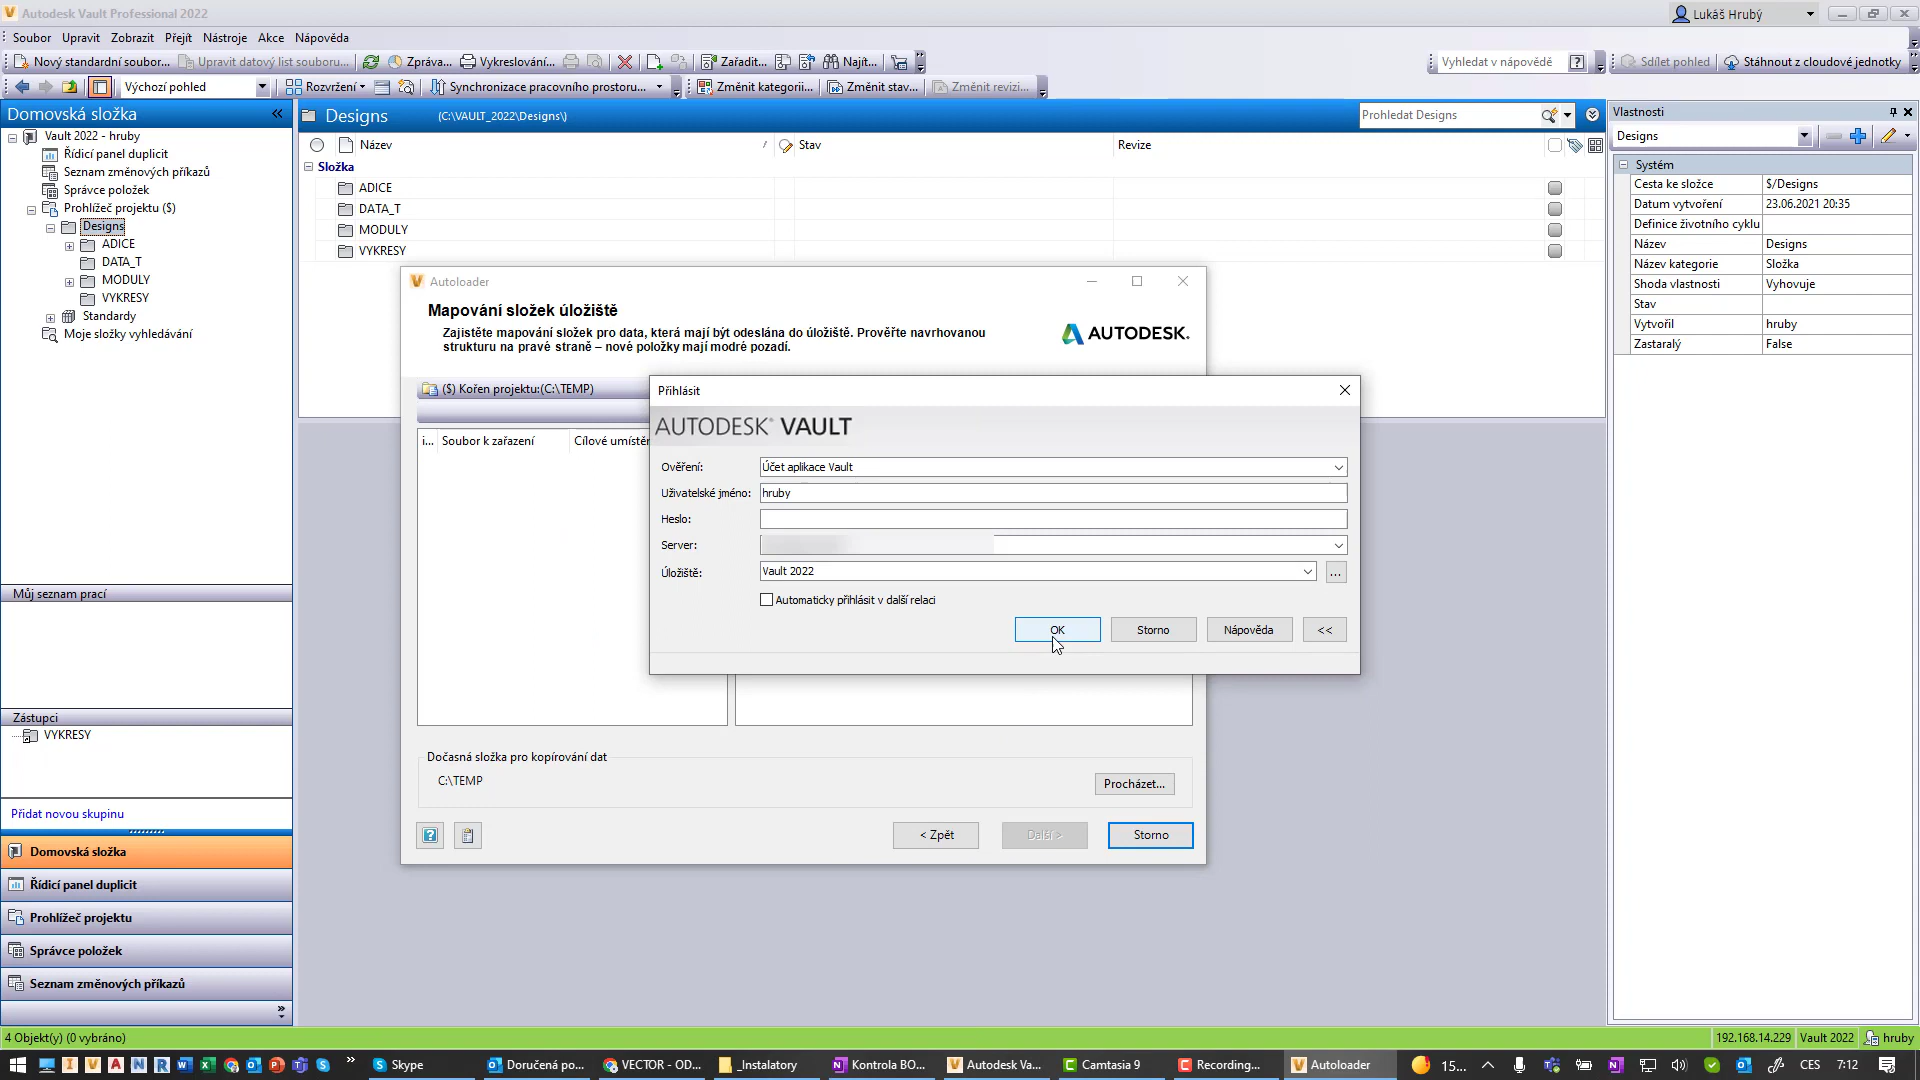 Autodesk Vault Professional 2022
Lukáš Hrubý
Soubor Upravit Zobrazit Přejít Nástroje Akce Nápověda
Nový standardní soubor... Upravit datový list souboru... Zpráva... Vykreslování... Zařadit... Najít... Vyhledat v nápovědě Sdílet pohled Stáhnout z cloudové jednotky
Výchozí pohled Rozvržení Synchronizace pracovního prostoru... Změnit kategorii... Změnit stav... Změnit revizi...
Domovská složka «
Vault 2022 - hruby
Řídicí panel duplicit
Seznam změnových příkazů
Správce položek
Prohlížeč projektu ($)
Designs
ADICE
DATA_T
MODULY
VYKRESY
Standardy
Moje složky vyhledávání
Můj seznam prací
Zástupci
VYKRESY
Přidat novou skupinu
Domovská složka
Řídicí panel duplicit
Prohlížeč projektu
Správce položek
Seznam změnových příkazů
Designs (C:\VAULT_2022\Designs\) Prohledat Designs
Název Stav Revize
Složka
ADICE
DATA_T
MODULY
VYKRESY
Autoloader
Mapování složek úložiště
Zajistěte mapování složek pro data, která mají být odeslána do úložiště. Prověřte navrhovanou
strukturu na pravé straně – nové položky mají modré pozadí.
AUTODESK.
($) Kořen projektu:(C:\TEMP)
i... Soubor k zařazení Cílové umístěn
Přihlásit
AUTODESK® VAULT
Ověření: Účet aplikace Vault
Uživatelské jméno: hruby
Heslo:
Server:
Úložiště: Vault 2022 ...
Automaticky přihlásit v další relaci
OK Storno Nápověda <<
Dočasná složka pro kopírování dat
C:\TEMP Procházet...
< Zpět Další > Storno
Vlastnosti
Designs
Systém
Cesta ke složce $/Designs
Datum vytvoření 23.06.2021 20:35
Definice životního cyklu
Název Designs
Název kategorie Složka
Shoda vlastnosti Vyhovuje
Stav
Vytvořil hruby
Zastaralý False
4 Objekt(y) (0 vybráno) 192.168.14.229 Vault 2022 hruby
Skype Doručená po... VECTOR - OD... _Instalatory Kontrola BO... Autodesk Va... Camtasia 9 Recording... Autoloader 15... CES 7:12